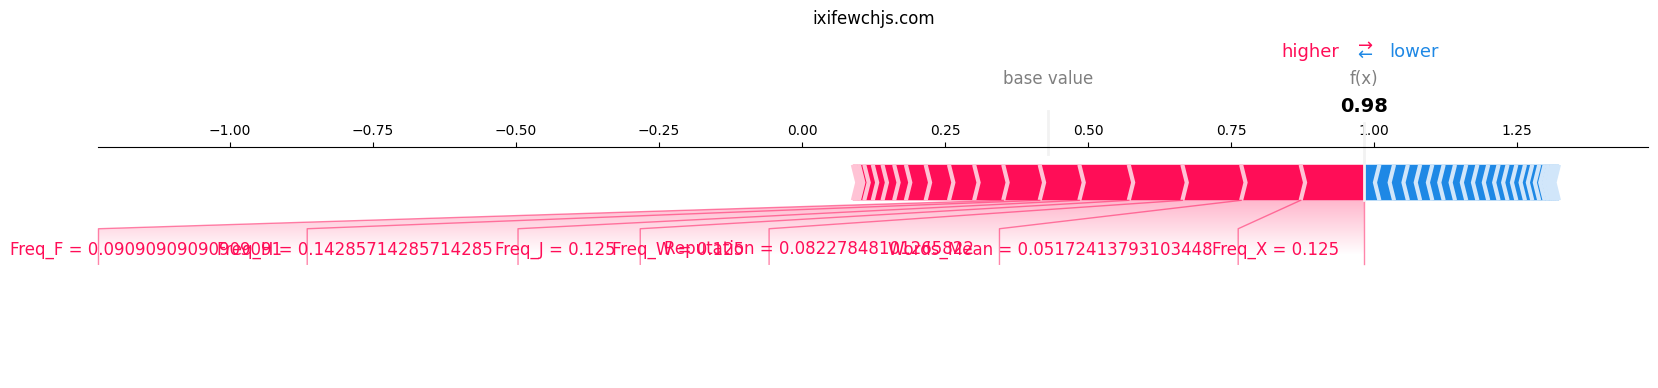 ixifewchjs.com
higher ⇄ lower
base value f(x)
0.98
−1.00 −0.75 −0.50 −0.25 0.00 0.25 0.50 0.75 1.00 1.25
Freq_F = 0.09090909090909091 Freq_H = 0.14285714285714285 Freq_J = 0.125 Freq_W = 0.125 Reputation = 0.08227848101265822 Words_Mean = 0.05172413793103448 Freq_X = 0.125